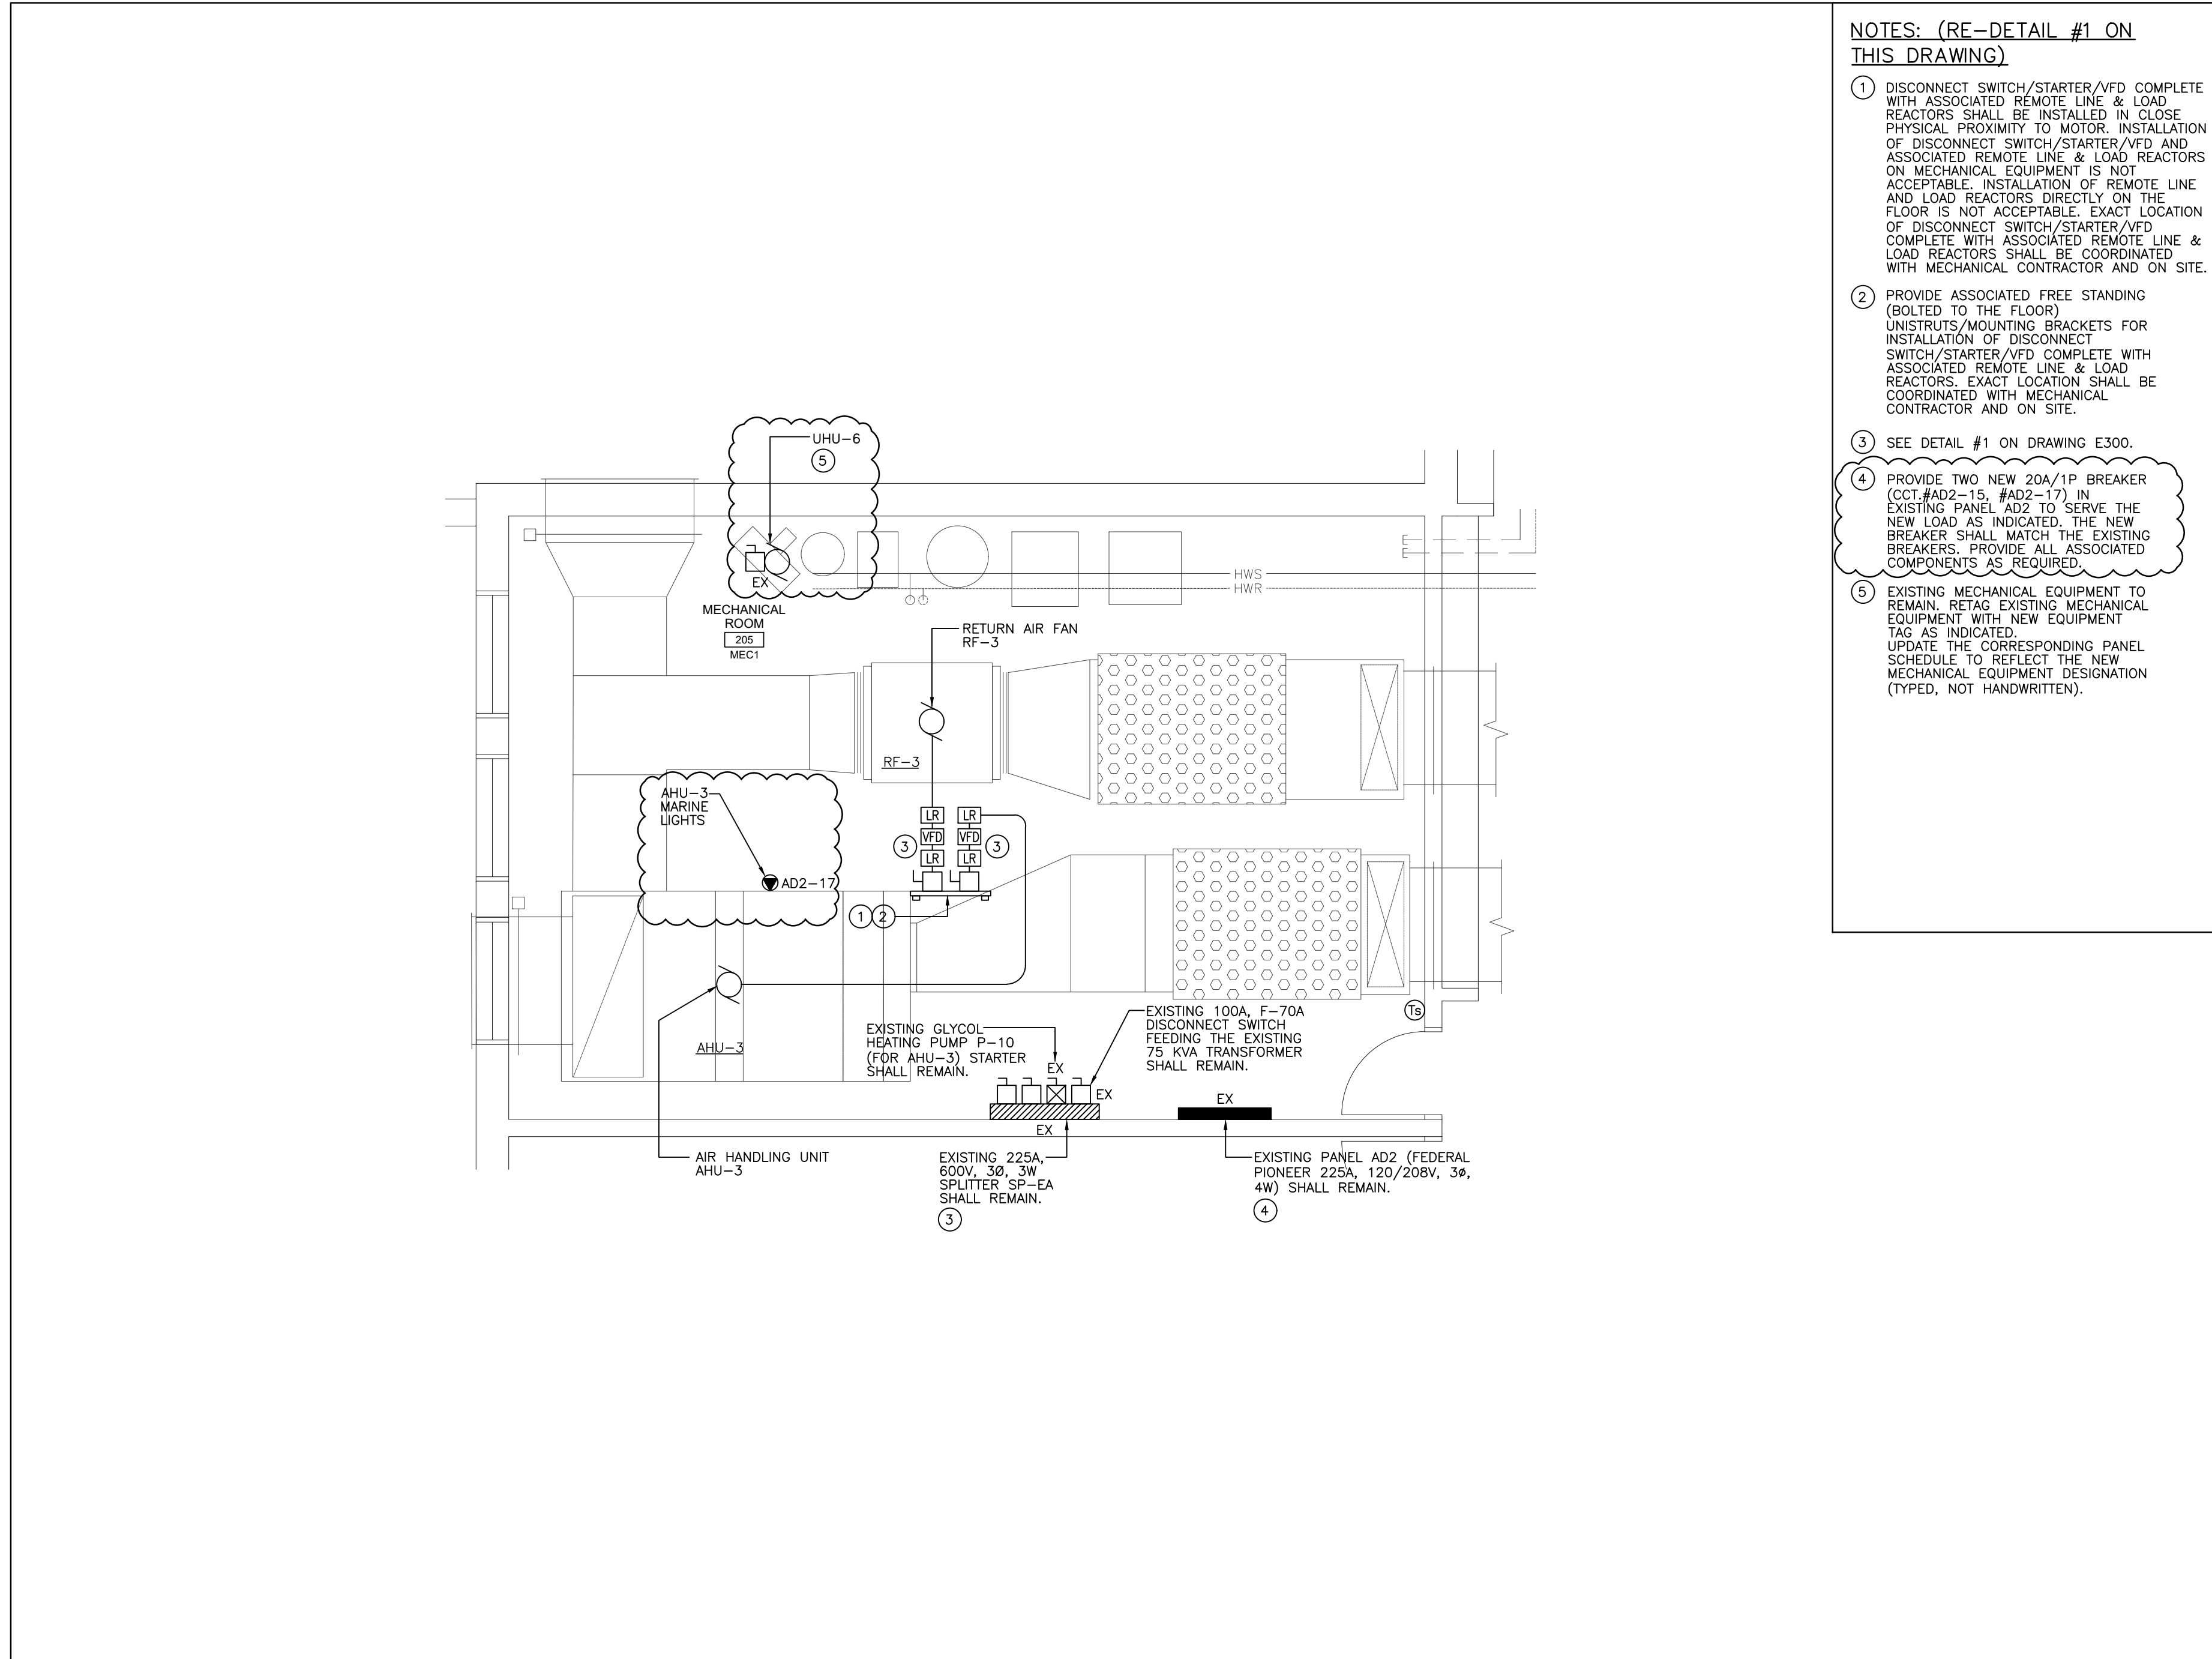 NOTES: (RE-DETAIL #1 ON
THIS DRAWING)
1 DISCONNECT SWITCH/STARTER/VFD COMPLETE
WITH ASSOCIATED REMOTE LINE & LOAD
REACTORS SHALL BE INSTALLED IN CLOSE
PHYSICAL PROXIMITY TO MOTOR. INSTALLATION
OF DISCONNECT SWITCH/STARTER/VFD AND
ASSOCIATED REMOTE LINE & LOAD REACTORS
ON MECHANICAL EQUIPMENT IS NOT
ACCEPTABLE. INSTALLATION OF REMOTE LINE
AND LOAD REACTORS DIRECTLY ON THE
FLOOR IS NOT ACCEPTABLE. EXACT LOCATION
OF DISCONNECT SWITCH/STARTER/VFD
COMPLETE WITH ASSOCIATED REMOTE LINE &
LOAD REACTORS SHALL BE COORDINATED
WITH MECHANICAL CONTRACTOR AND ON SITE.
2 PROVIDE ASSOCIATED FREE STANDING
(BOLTED TO THE FLOOR)
UNISTRUTS/MOUNTING BRACKETS FOR
INSTALLATION OF DISCONNECT
SWITCH/STARTER/VFD COMPLETE WITH
ASSOCIATED REMOTE LINE & LOAD
REACTORS. EXACT LOCATION SHALL BE
COORDINATED WITH MECHANICAL
CONTRACTOR AND ON SITE.
3 SEE DETAIL #1 ON DRAWING E300.
4 PROVIDE TWO NEW 20A/1P BREAKER
(CCT.#AD2-15, #AD2-17) IN
EXISTING PANEL AD2 TO SERVE THE
NEW LOAD AS INDICATED. THE NEW
BREAKER SHALL MATCH THE EXISTING
BREAKERS. PROVIDE ALL ASSOCIATED
COMPONENTS AS REQUIRED.
5 EXISTING MECHANICAL EQUIPMENT TO
REMAIN. RETAG EXISTING MECHANICAL
EQUIPMENT WITH NEW EQUIPMENT
TAG AS INDICATED.
UPDATE THE CORRESPONDING PANEL
SCHEDULE TO REFLECT THE NEW
MECHANICAL EQUIPMENT DESIGNATION
(TYPED, NOT HANDWRITTEN).
UHU-6
5
EX
HWS
HWR
MECHANICAL
ROOM
205
MEC1
RETURN AIR FAN
RF-3
RF-3
AHU-3
MARINE
LIGHTS
AD2-17
LR LR
3 VFD VFD 3
LR LR
1 2
AHU-3
AIR HANDLING UNIT
AHU-3
EXISTING GLYCOL
HEATING PUMP P-10
(FOR AHU-3) STARTER
SHALL REMAIN.
EX
EXISTING 100A, F-70A
DISCONNECT SWITCH
FEEDING THE EXISTING
75 KVA TRANSFORMER
SHALL REMAIN.
EX
Ts
EX
EX
EXISTING 225A,
600V, 3Ø, 3W
SPLITTER SP-EA
SHALL REMAIN.
3
EXISTING PANEL AD2 (FEDERAL
PIONEER 225A, 120/208V, 3ø,
4W) SHALL REMAIN.
4